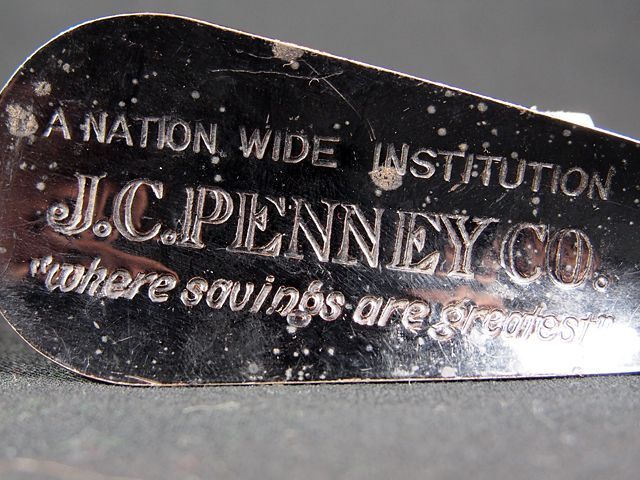 A NATION WIDE INSTITUTION
J.C. PENNEY CO.
"where savings are greatest"